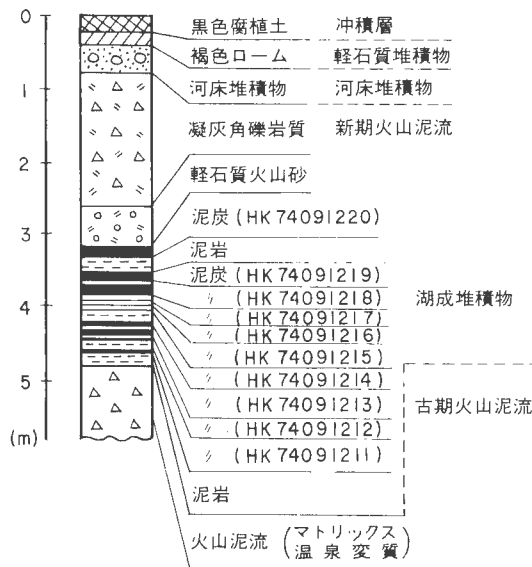 0
黒色腐植土 冲積層
褐色ローム 軽石質堆積物
1
河床堆積物 河床堆積物
凝灰角礫岩質 新期火山泥流
2
軽石質火山砂
泥炭 (HK 74091220)
3
泥岩
泥炭 (HK 74091219)
〃 (HK 74091218) 湖成堆積物
4
〃 (HK 74091217)
〃 (HK 74091216)
〃 (HK 74091215)
〃 (HK 74091214)
5
〃 (HK 74091213) 古期火山泥流
〃 (HK 74091212)
(m)
〃 (HK 74091211)
泥岩
火山泥流 (マトリックス
温泉変質)